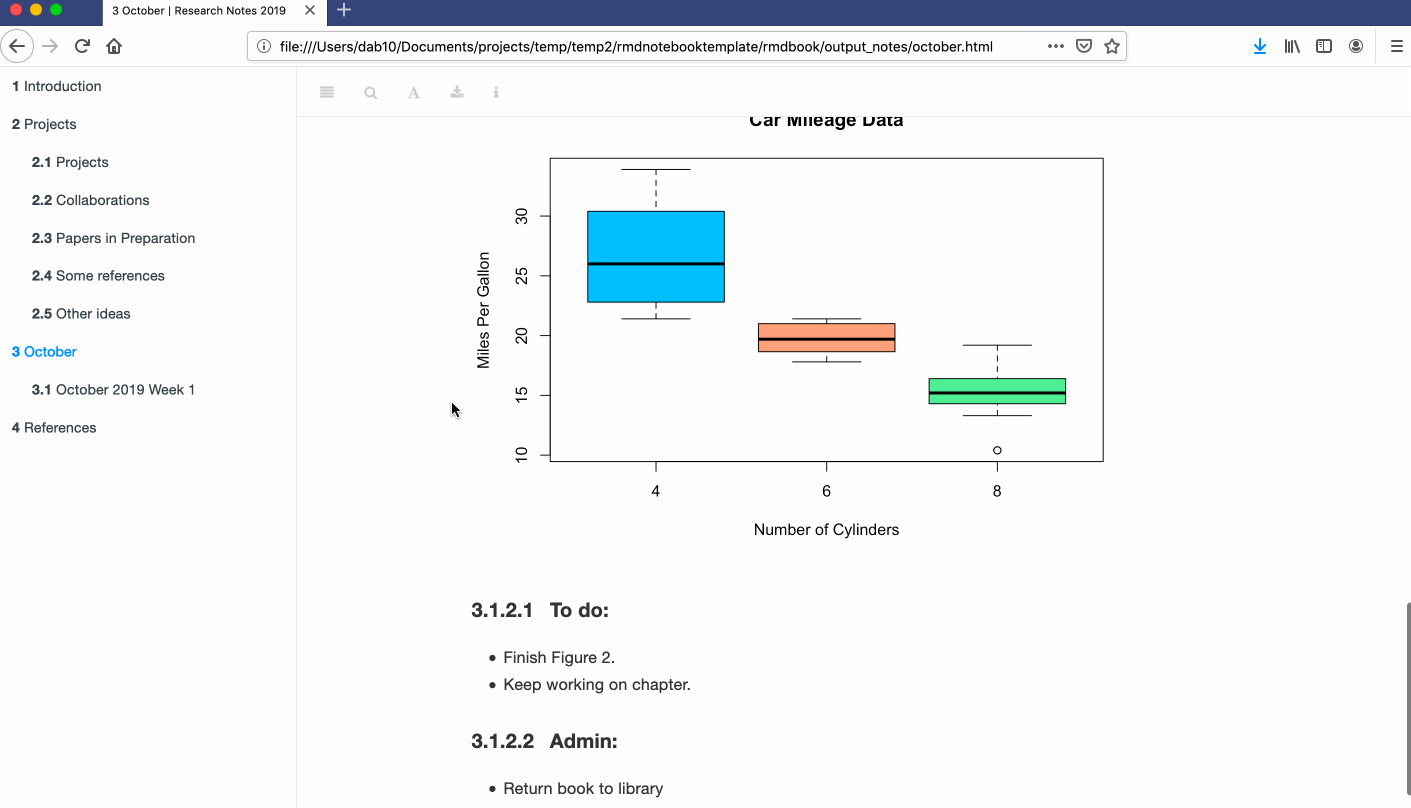 3 October | Research Notes 2019
file:///Users/dab10/Documents/projects/temp/temp2/rmdnotebooktemplate/rmdbook/output_notes/october.html
1 Introduction
2 Projects
2.1 Projects
2.2 Collaborations
2.3 Papers in Preparation
2.4 Some references
2.5 Other ideas
3 October
3.1 October 2019 Week 1
4 References
A
i
Car Mileage Data
Miles Per Gallon
30
25
20
15
10
4 6 8
Number of Cylinders
3.1.2.1 To do:
• Finish Figure 2.
• Keep working on chapter.
3.1.2.2 Admin:
• Return book to library